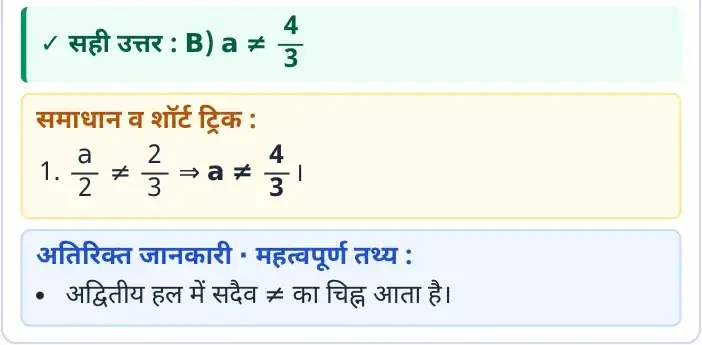 ✓ सही उत्तर : B) a ≠ 4/3
समाधान व शॉर्ट ट्रिक :
1. a/2 ≠ 2/3 ⇒ a ≠ 4/3 ।
अतिरिक्त जानकारी · महत्वपूर्ण तथ्य :
• अद्वितीय हल में सदैव ≠ का चिह्न आता है।